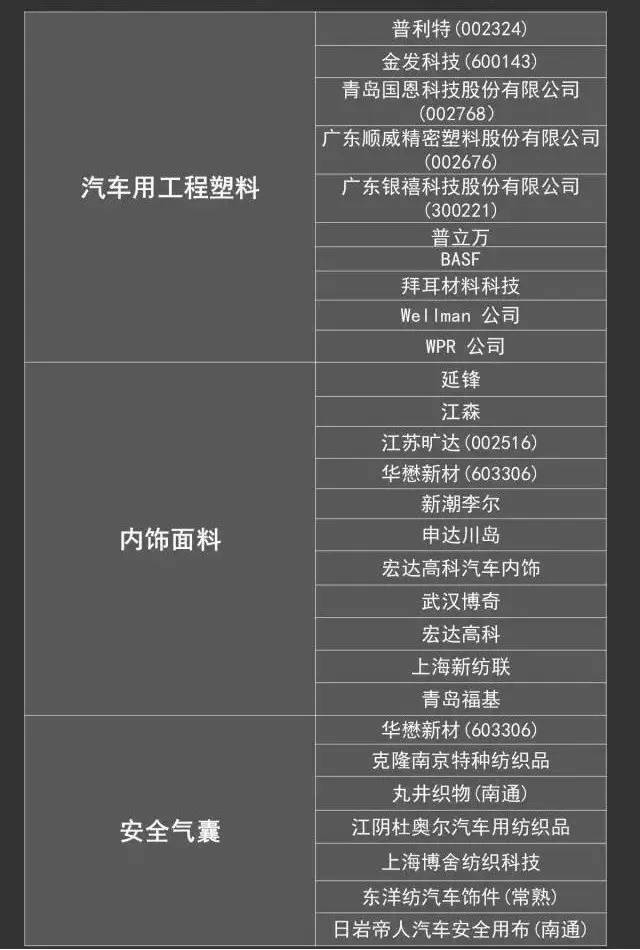 汽车用工程塑料
普利特(002324)
金发科技(600143)
青岛国恩科技股份有限公司
(002768)
广东顺威精密塑料股份有限公司
(002676)
广东银禧科技股份有限公司
(300221)
普立万
BASF
拜耳材料科技
Wellman 公司
WPR 公司
内饰面料
延锋
江森
江苏旷达(002516)
华懋新材(603306)
新潮李尔
申达川岛
宏达高科汽车内饰
武汉博奇
宏达高科
上海新纺联
青岛福基
安全气囊
华懋新材(603306)
克隆南京特种纺织品
丸井织物(南通)
江阴杜奥尔汽车用纺织品
上海博舍纺织科技
东洋纺汽车饰件(常熟)
日岩帝人汽车安全用布(南通)